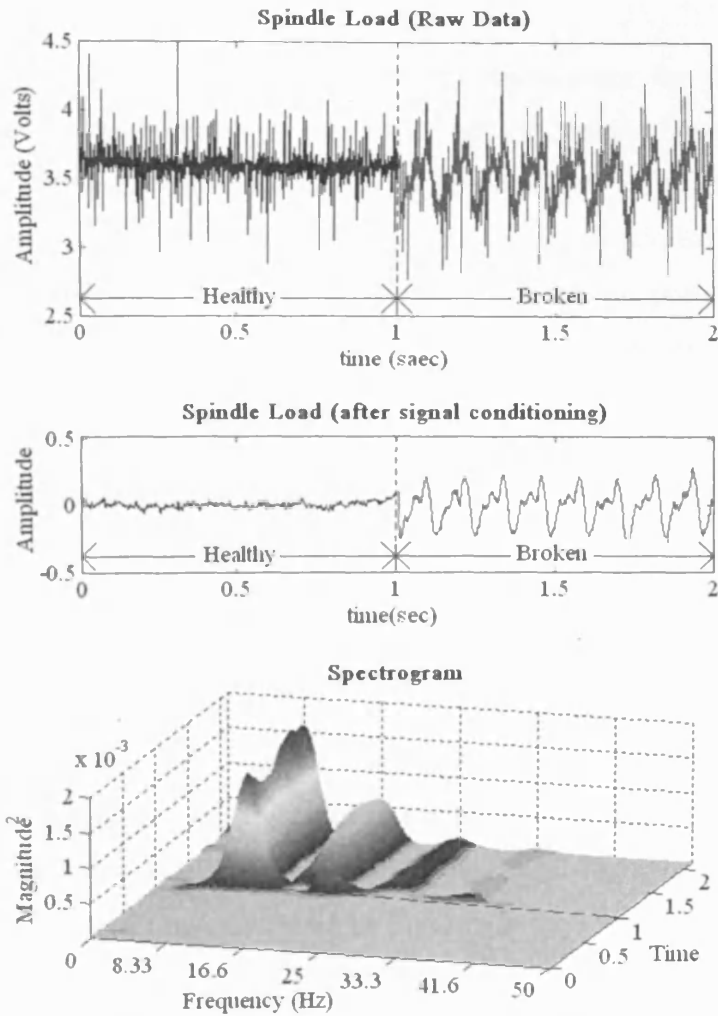 Spindle Load (Raw Data)
4.5
4
3.5
3
2.5
Amplitude (Volts)
Healthy
Broken
0
0.5
1
1.5
2
time (saec)
Spindle Load (after signal conditioning)
0.5
0
-0.5
Amplitude
Healthy
Broken
0
0.5
1
1.5
2
time(sec)
Spectrogram
x 10-3
2
1.5
1
0.5
Magnitude2
0
8.33
16.6
25
33.3
41.6
50
Frequency (Hz)
0
0.5
1
1.5
2
Time